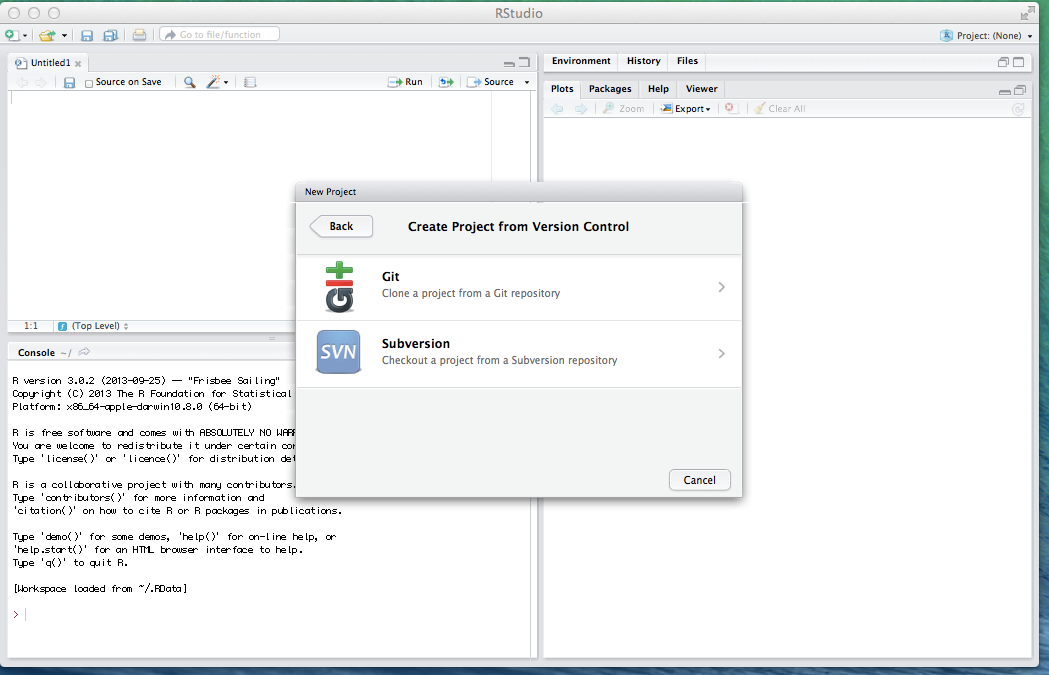 RStudio
Go to file/function
Project: (None)
Untitled1
Source on Save
Run
Source
1:1
(Top Level)
Environment
History
Files
Plots
Packages
Help
Viewer
Zoom
Export
Clear All
New Project
Back
Create Project from Version Control
Git
Clone a project from a Git repository
SVN
Subversion
Checkout a project from a Subversion repository
Cancel
Console ~/
R version 3.0.2 (2013-09-25) -- "Frisbee Sailing"
Copyright (C) 2013 The R Foundation for Statistical
Platform: x86_64-apple-darwin10.8.0 (64-bit)
R is free software and comes with ABSOLUTELY NO WARR
You are welcome to redistribute it under certain con
Type 'license()' or 'licence()' for distribution det
R is a collaborative project with many contributors.
Type 'contributors()' for more information and
'citation()' on how to cite R or R packages in publications.
Type 'demo()' for some demos, 'help()' for on-line help, or
'help.start()' for an HTML browser interface to help.
Type 'q()' to quit R.
[Workspace loaded from ~/.RData]
>